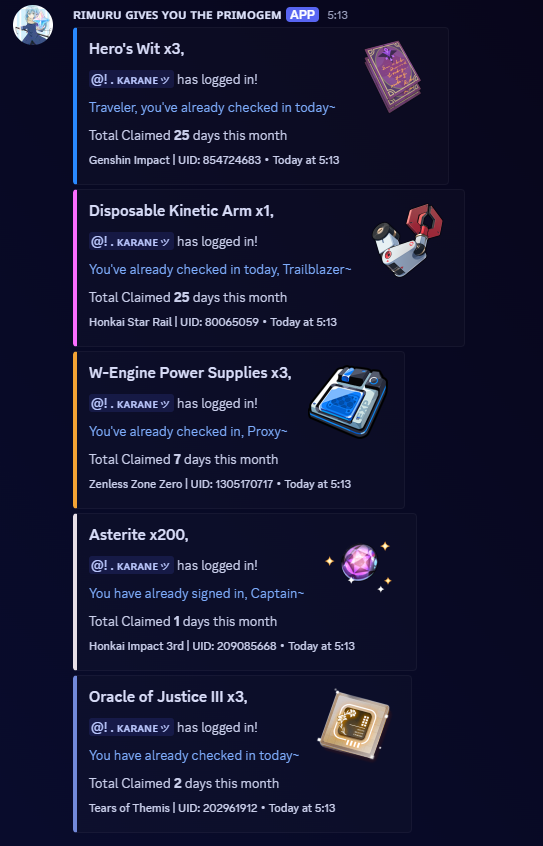 RIMURU GIVES YOU THE PRIMOGEM APP 5:13
Hero's Wit x3,
@! . ᴋᴀʀᴀɴᴇ ツ has logged in!
Traveler, you've already checked in today~
Total Claimed 25 days this month
Genshin Impact | UID: 854724683 • Today at 5:13
Disposable Kinetic Arm x1,
@! . ᴋᴀʀᴀɴᴇ ツ has logged in!
You've already checked in today, Trailblazer~
Total Claimed 25 days this month
Honkai Star Rail | UID: 80065059 • Today at 5:13
W-Engine Power Supplies x3,
@! . ᴋᴀʀᴀɴᴇ ツ has logged in!
You've already checked in, Proxy~
Total Claimed 7 days this month
Zenless Zone Zero | UID: 1305170717 • Today at 5:13
Asterite x200,
@! . ᴋᴀʀᴀɴᴇ ツ has logged in!
You have already signed in, Captain~
Total Claimed 1 days this month
Honkai Impact 3rd | UID: 209085668 • Today at 5:13
Oracle of Justice III x3,
@! . ᴋᴀʀᴀɴᴇ ツ has logged in!
You have already checked in today~
Total Claimed 2 days this month
Tears of Themis | UID: 202961912 • Today at 5:13